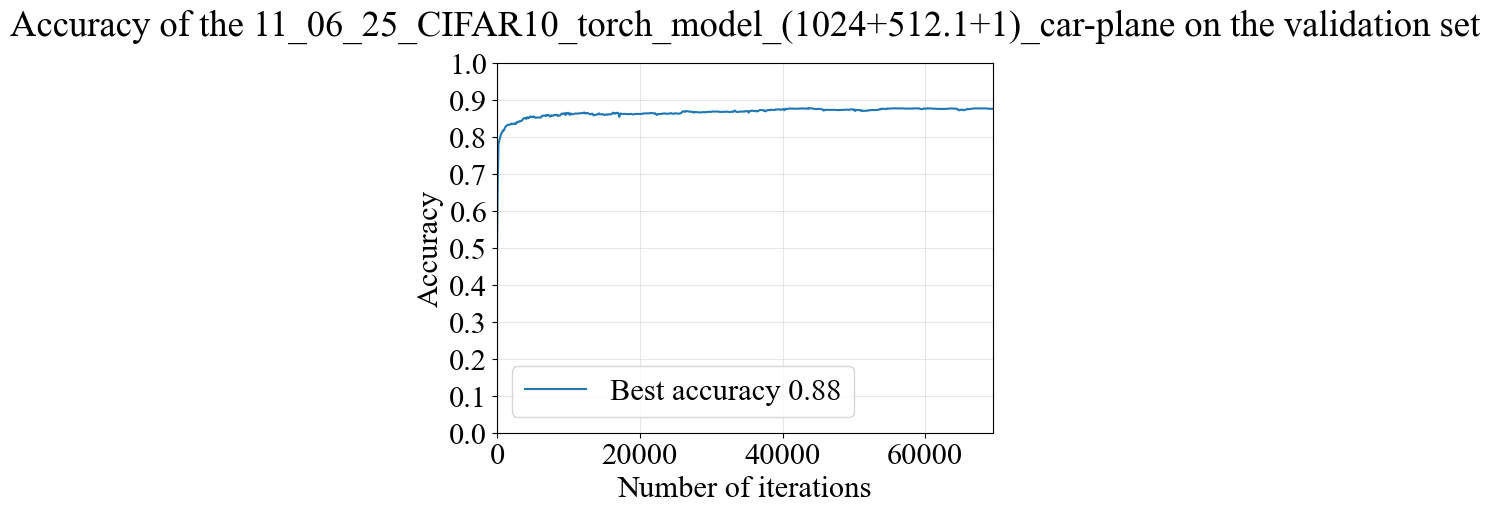 Accuracy of the 11_06_25_CIFAR10_torch_model_(1024+512.1+1)_car-plane on the validation set
1.0
0.9
0.8
0.7
0.6
0.5
0.4
0.3
0.2
0.1
0.0
Accuracy
Best accuracy 0.88
0 20000 40000 60000
Number of iterations